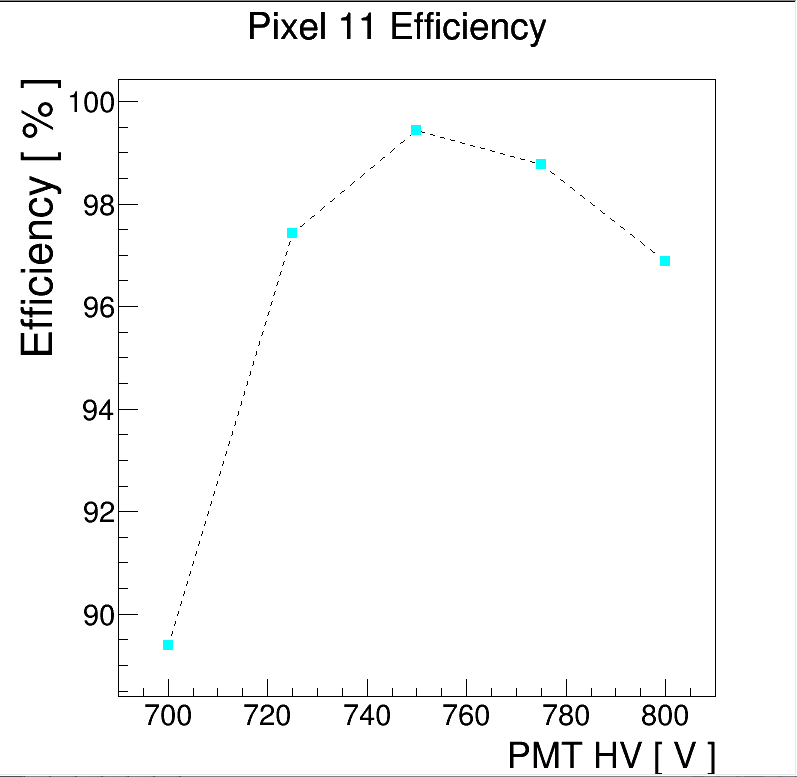 Pixel 11 Efficiency
Efficiency [ % ]
100
98
96
94
92
90
700 720 740 760 780 800
PMT HV [ V ]